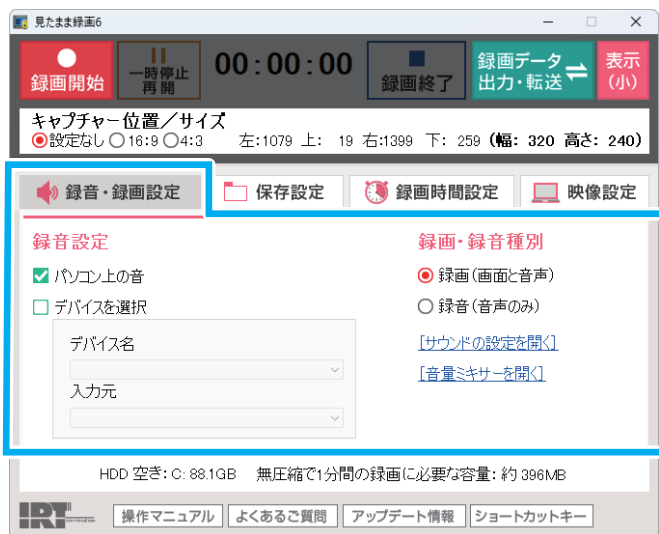 見たまま録画6
録画開始
一時停止
再開
00:00:00
録画終了
録画データ
出力・転送
表示
(小)
キャプチャー位置／サイズ
設定なし 16:9 4:3 左:1079 上: 19 右:1399 下: 259 (幅: 320 高さ: 240)
録音・録画設定 保存設定 録画時間設定 映像設定
録音設定
パソコン上の音
デバイスを選択
デバイス名
入力元
録画・録音種別
録画(画面と音声)
録音(音声のみ)
[サウンドの設定を開く]
[音量ミキサーを開く]
HDD 空き: C: 88.1GB 無圧縮で1分間の録画に必要な容量: 約 396MB
IRT
操作マニュアル よくあるご質問 アップデート情報 ショートカットキー